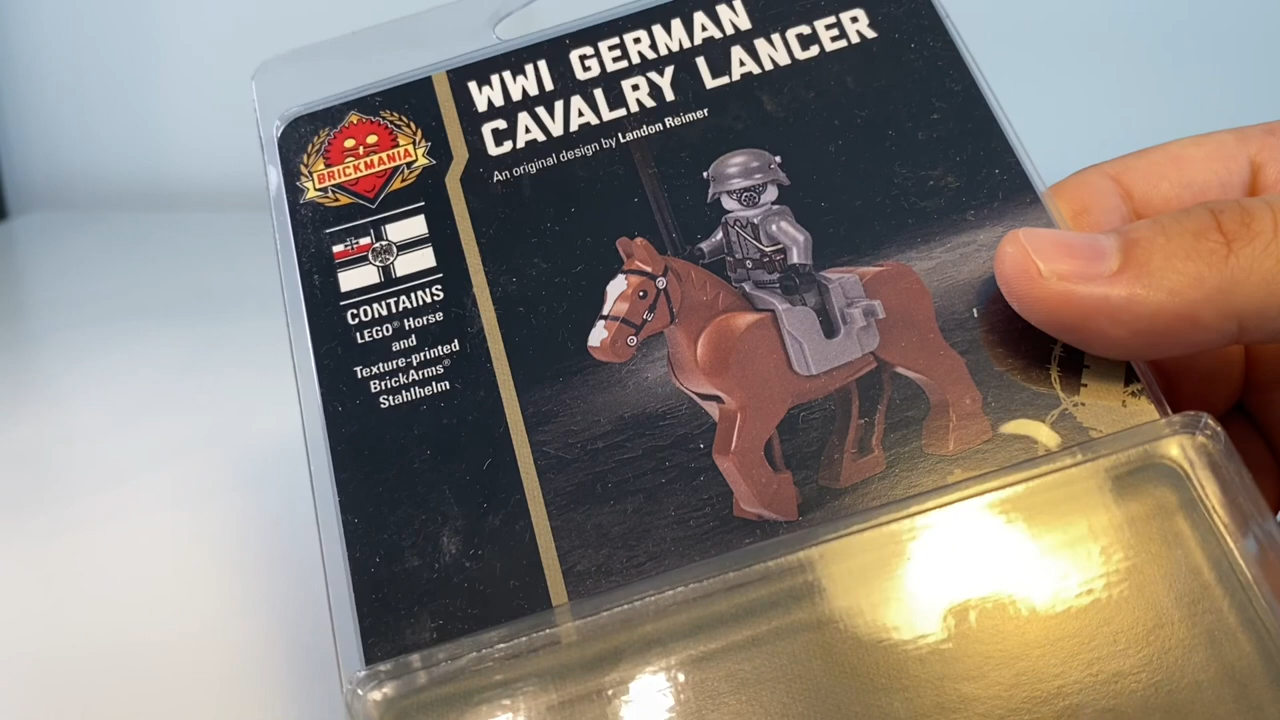 WWI GERMAN
CAVALRY LANCER
An original design by Landon Reimer
BRICKMANIA
CONTAINS
LEGO® Horse
and
Texture-printed
BrickArms®
Stahlhelm